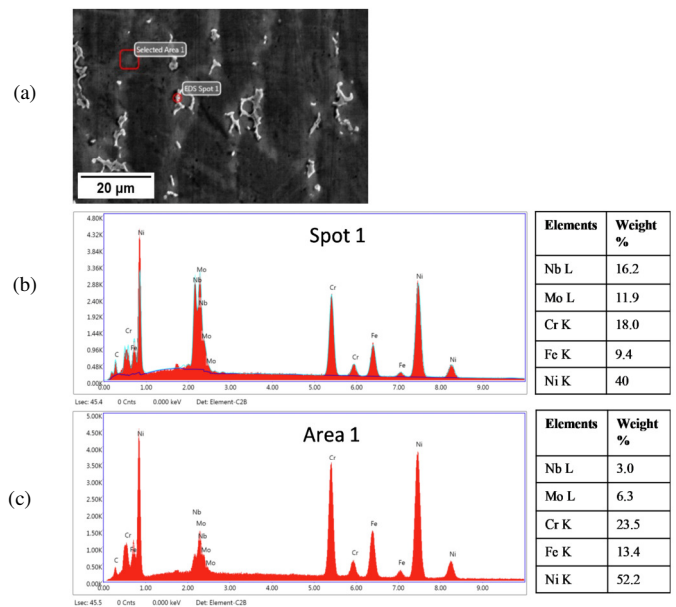 (a)
Selected Area 1
EDS Spot 1
20 µm
(b)
Spot 1
4.80K
4.32K
3.84K
3.36K
2.88K
2.40K
1.92K
1.44K
0.96K
0.48K
0.00K
C
Cr
Fe
Ni
Nb
Mo
Nb
Mo
Mo
Cr
Cr
Fe
Fe
Ni
Ni
0.00 1.00 2.00 3.00 4.00 5.00 6.00 7.00 8.00 9.00
Lsec: 45.4 0 Cnts 0.000 keV Det: Element-C2B
Elements Weight %
Nb L 16.2
Mo L 11.9
Cr K 18.0
Fe K 9.4
Ni K 40
(c)
Area 1
5.00K
4.50K
4.00K
3.50K
3.00K
2.50K
2.00K
1.50K
1.00K
0.50K
0.00K
C
Cr
Fe
Ni
Nb
Mo
Nb
Mo
Mo
Cr
Cr
Fe
Fe
Ni
Ni
0.00 1.00 2.00 3.00 4.00 5.00 6.00 7.00 8.00 9.00
Lsec: 45.5 0 Cnts 0.000 keV Det: Element-C2B
Elements Weight %
Nb L 3.0
Mo L 6.3
Cr K 23.5
Fe K 13.4
Ni K 52.2